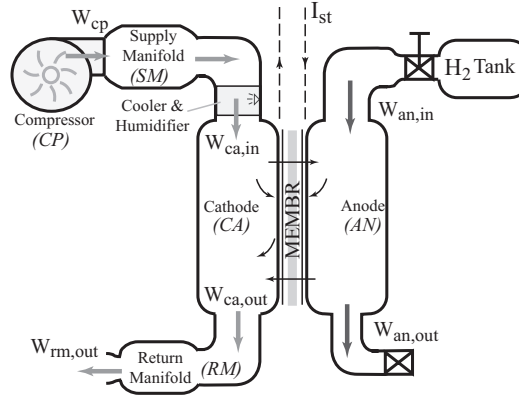 W_cp
I_st
Supply
Manifold
(SM)
H_2 Tank
Compressor
(CP)
Cooler &
Humidifier
W_an,in
W_ca,in
Cathode
(CA)
MEMBR
Anode
(AN)
W_ca,out
W_an,out
W_rm,out
Return
Manifold
(RM)